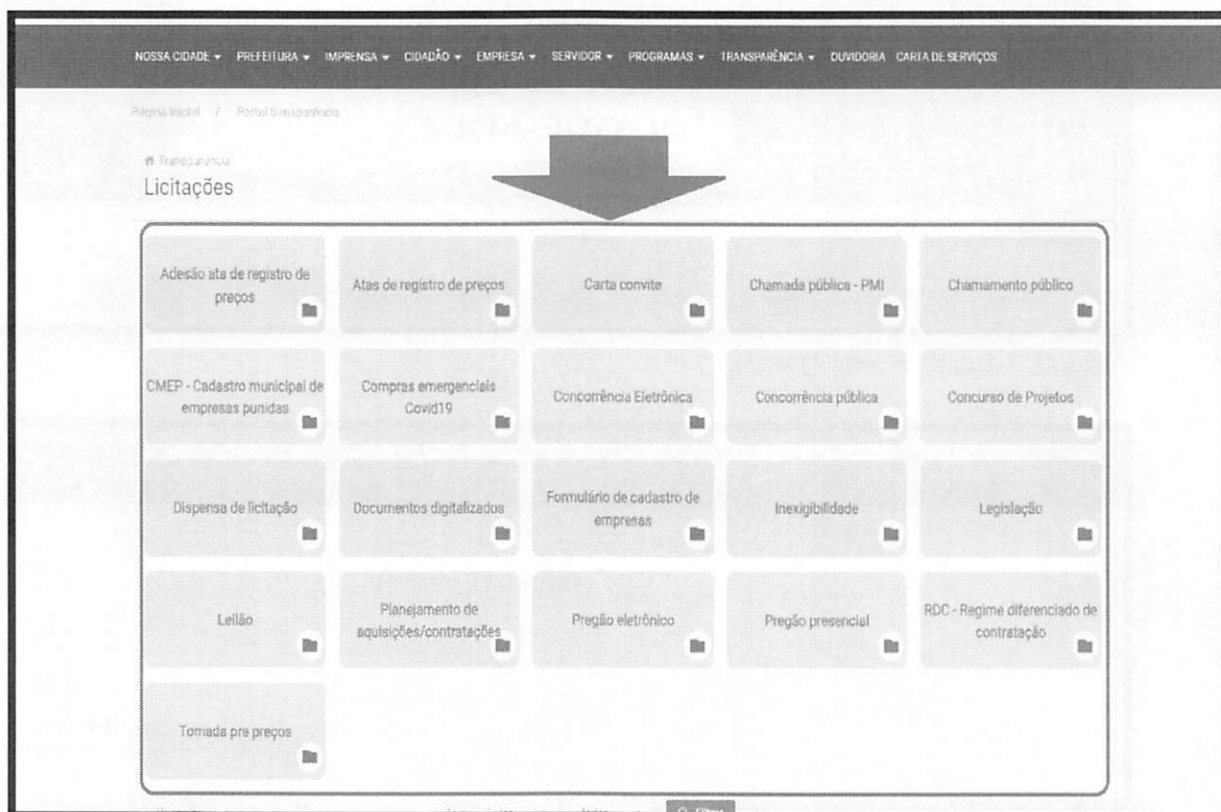 NOSSA CIDADE PREFEITURA IMPRENSA CIDADÃO EMPRESA SERVIDOR PROGRAMAS TRANSPARÊNCIA OUVIDORIA CARTA DE SERVIÇOS
Página inicial / Portal transparência
Transparência
Licitações
Adesão ata de registro de
preços
Atas de registro de preços
Carta convite
Chamada pública - PMI
Chamamento público
CMEP - Cadastro municipal de
empresas punidas
Compras emergenciais
Covid19
Concorrência Eletrônica
Concorrência pública
Concurso de Projetos
Dispensa de licitação
Documentos digitalizados
Formulário de cadastro de
empresas
Inexigibilidade
Legislação
Leilão
Planejamento de
aquisições/contratações
Pregão eletrônico
Pregão presencial
RDC - Regime diferenciado de
contratação
Tomada pre preços
Filtrar